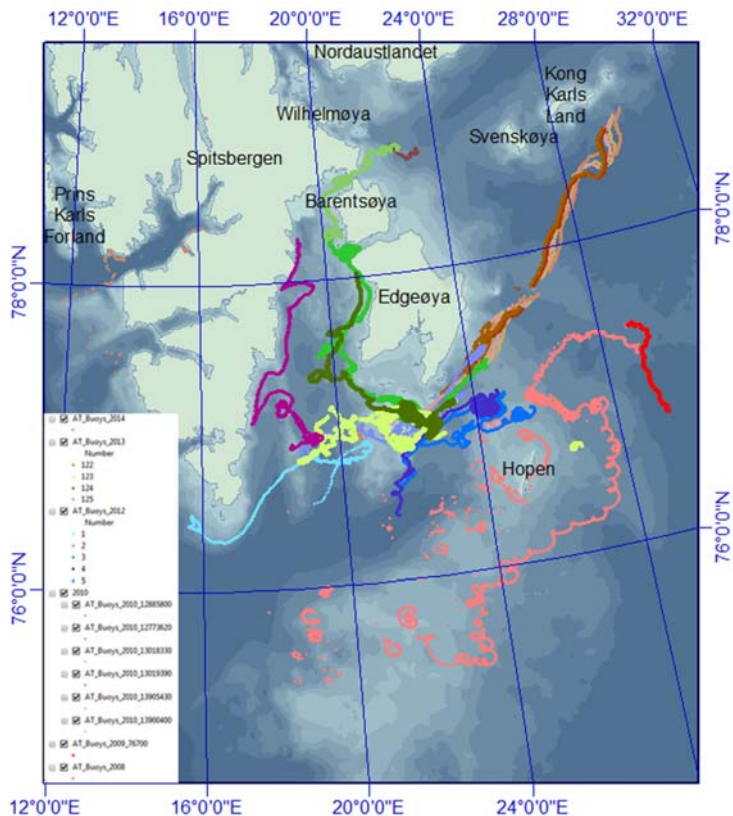 12°0'0"E 16°0'0"E 20°0'0"E 24°0'0"E 28°0'0"E 32°0'0"E
Nordaustlandet
Kong
Karls
Land
Wilhelmøya
Svenskøya
Spitsbergen
Prins
Karls
Forland
Barentsøya
78°0'0"N
78°0'0"N
Edgeøya
AT_Buoys_2014
AT_Buoys_2013
Number
122
123
124
125
AT_Buoys_2012
Number
1
2
3
4
5
2010
AT_Buoys_2010_12885800
AT_Buoys_2010_12773620
AT_Buoys_2010_13018330
AT_Buoys_2010_13019390
AT_Buoys_2010_13905430
AT_Buoys_2010_13900400
AT_Buoys_2009_76700
AT_Buoys_2008
Hopen
76°0'0"N
76°0'0"N
12°0'0"E 16°0'0"E 20°0'0"E 24°0'0"E